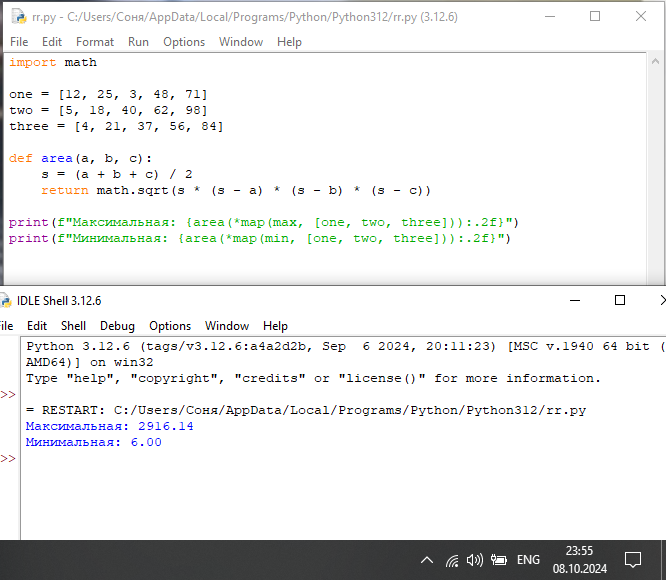 rr.py - C:/Users/Соня/AppData/Local/Programs/Python/Python312/rr.py (3.12.6)
File Edit Format Run Options Window Help
import math
one = [12, 25, 3, 48, 71]
two = [5, 18, 40, 62, 98]
three = [4, 21, 37, 56, 84]
def area(a, b, c):
    s = (a + b + c) / 2
    return math.sqrt(s * (s - a) * (s - b) * (s - c))
print(f"Максимальная: {area(*map(max, [one, two, three])):.2f}")
print(f"Минимальная: {area(*map(min, [one, two, three])):.2f}")
IDLE Shell 3.12.6
ile Edit Shell Debug Options Window Help
Python 3.12.6 (tags/v3.12.6:a4a2d2b, Sep  6 2024, 20:11:23) [MSC v.1940 64 bit (
AMD64)] on win32
Type "help", "copyright", "credits" or "license()" for more information.
>>
= RESTART: C:/Users/Соня/AppData/Local/Programs/Python/Python312/rr.py
Максимальная: 2916.14
Минимальная: 6.00
>>
ENG
23:55
08.10.2024